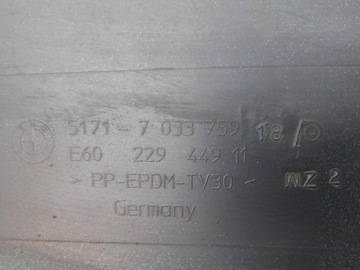 5171- 7 033 759 18
E60 229 449 11
> PP-EPDM-TV30 < WZ 2
Germany